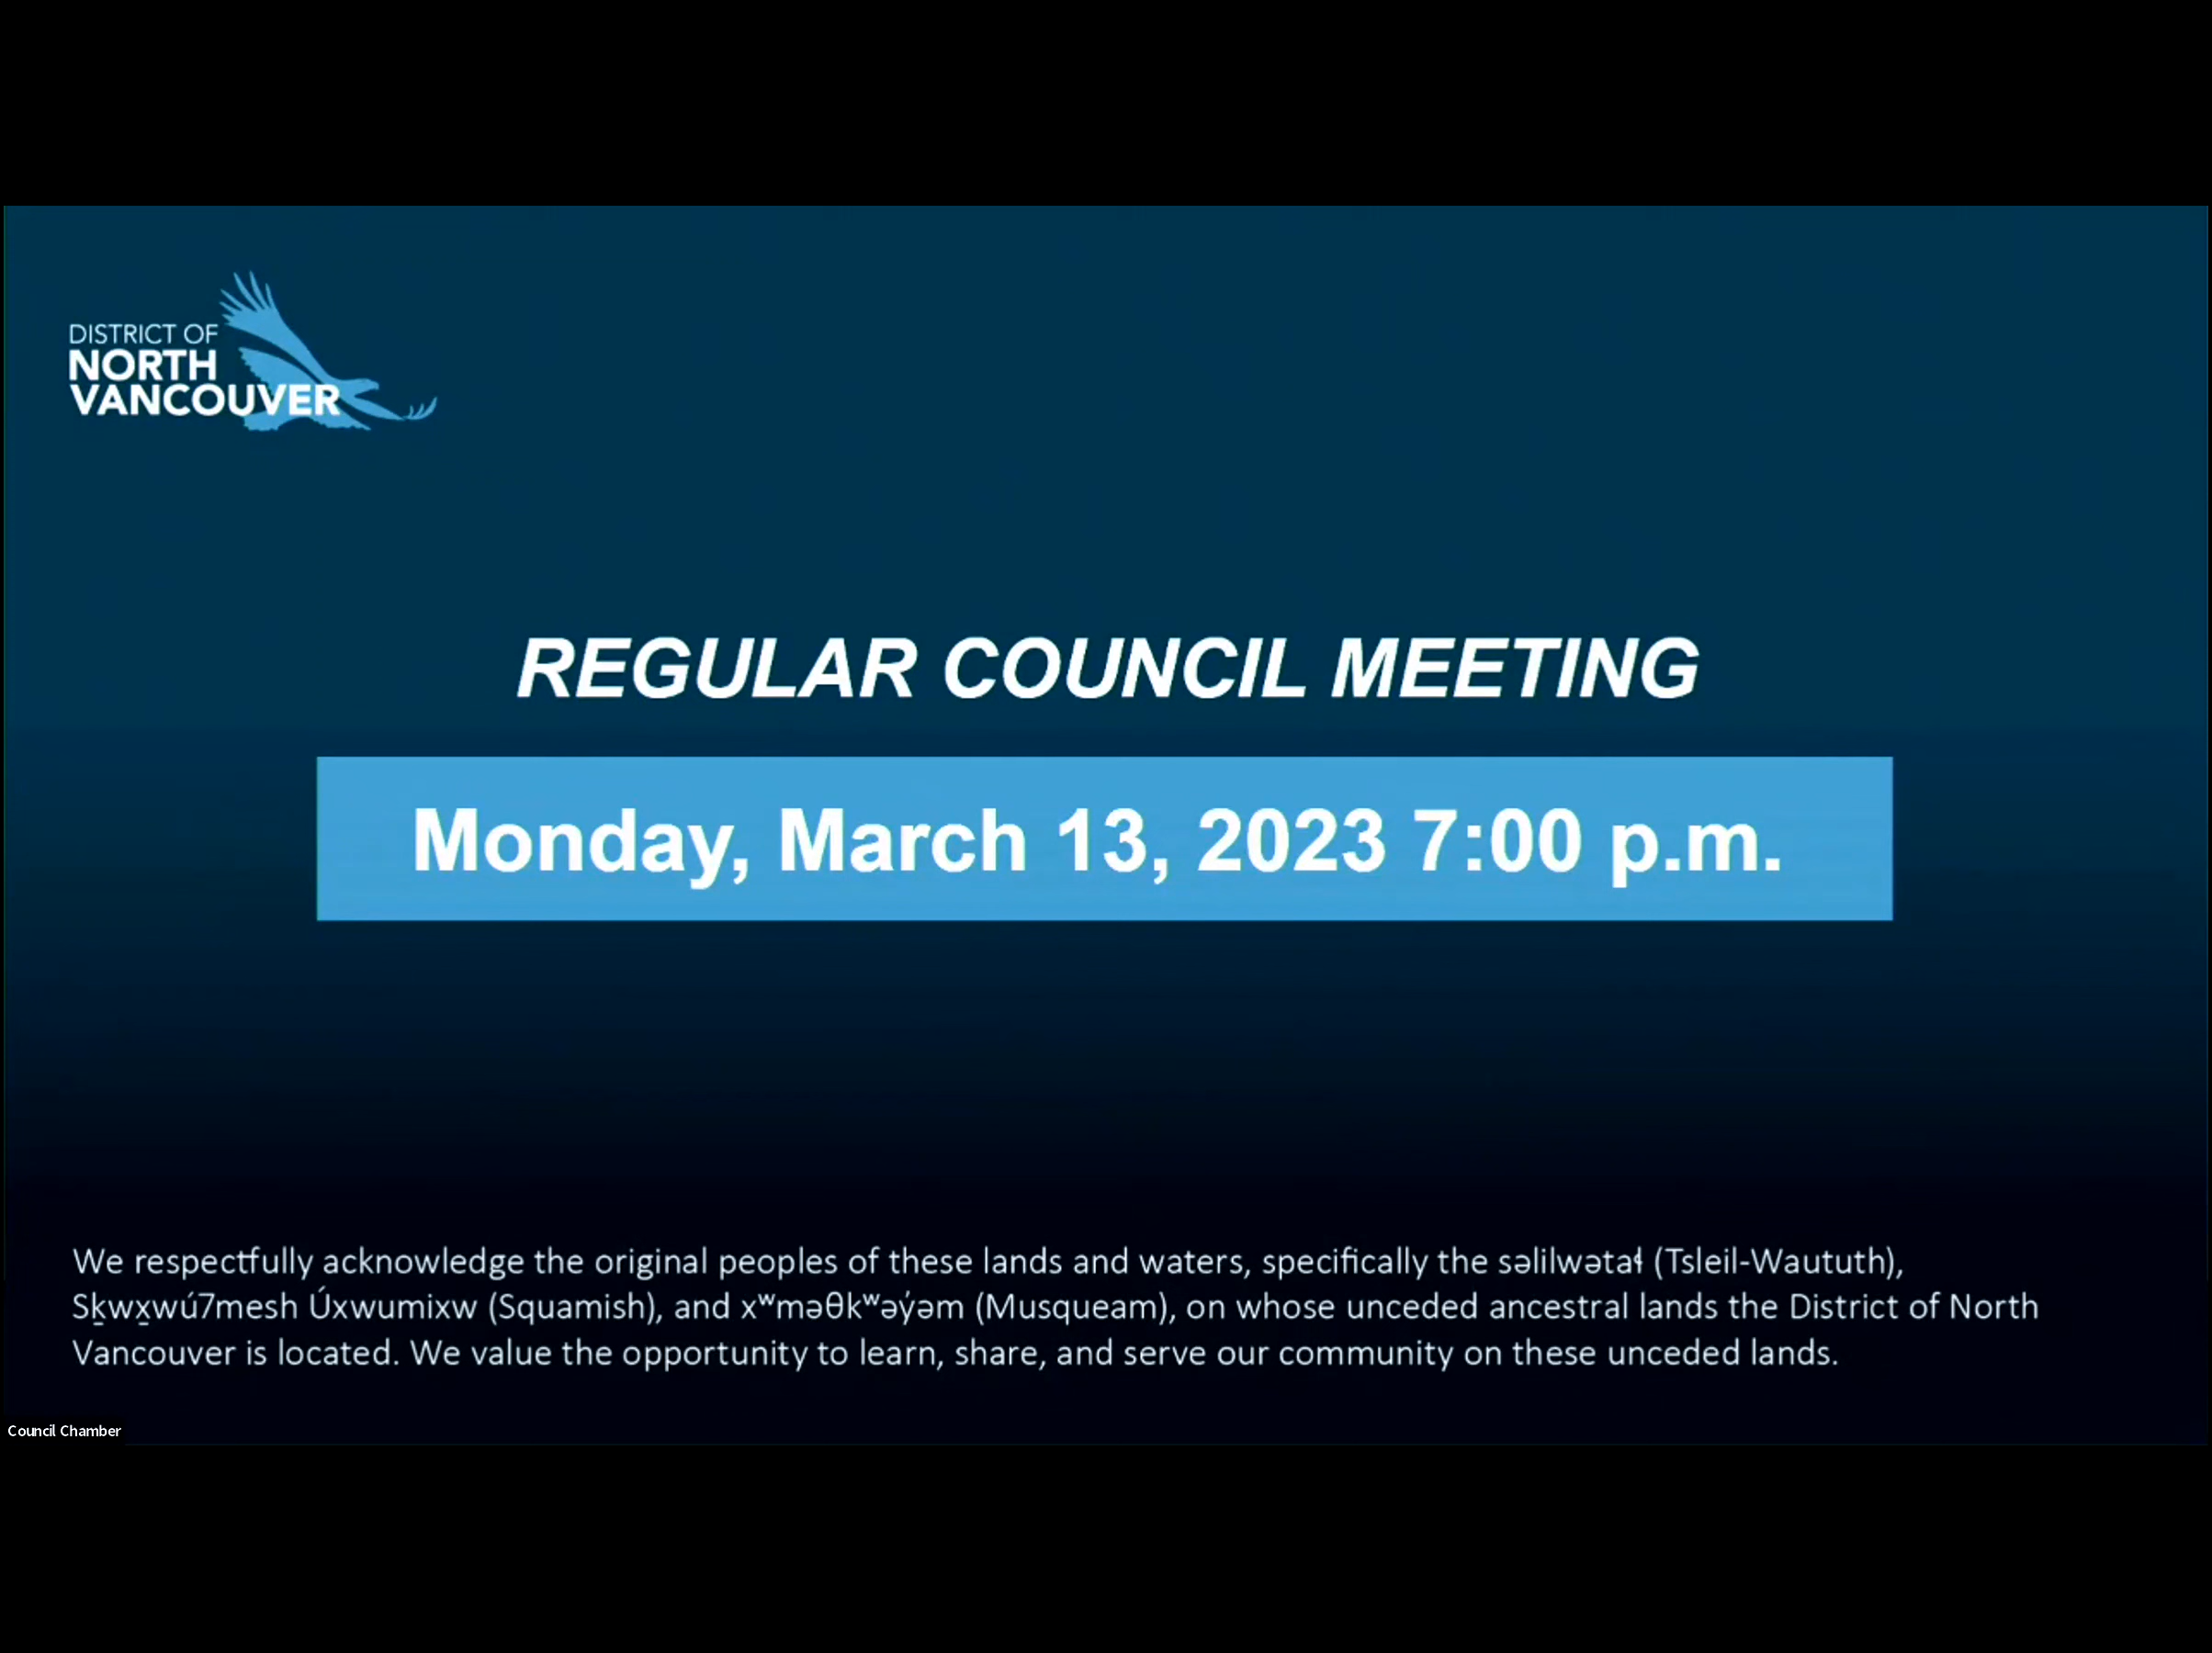 DISTRICT OF
NORTH
VANCOUVER
REGULAR COUNCIL MEETING
Monday, March 13, 2023 7:00 p.m.
We respectfully acknowledge the original peoples of these lands and waters, specifically the səlilwətaɬ (Tsleil-Waututh),
Sḵwx̱wú7mesh Úxwumixw (Squamish), and xʷməθkʷəy̓əm (Musqueam), on whose unceded ancestral lands the District of North
Vancouver is located. We value the opportunity to learn, share, and serve our community on these unceded lands.
Council Chamber